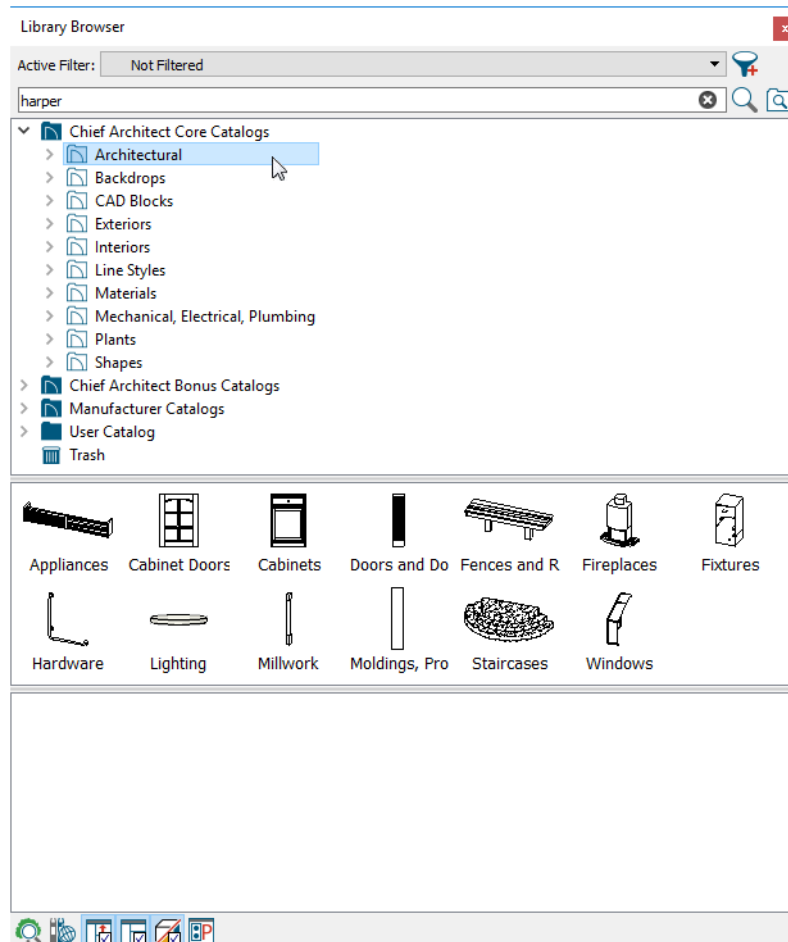 Library Browser
Active Filter: Not Filtered
harper
Chief Architect Core Catalogs
Architectural
Backdrops
CAD Blocks
Exteriors
Interiors
Line Styles
Materials
Mechanical, Electrical, Plumbing
Plants
Shapes
Chief Architect Bonus Catalogs
Manufacturer Catalogs
User Catalog
Trash
Appliances Cabinet Doors Cabinets Doors and Do Fences and R Fireplaces Fixtures
Hardware Lighting Millwork Moldings, Pro Staircases Windows
P